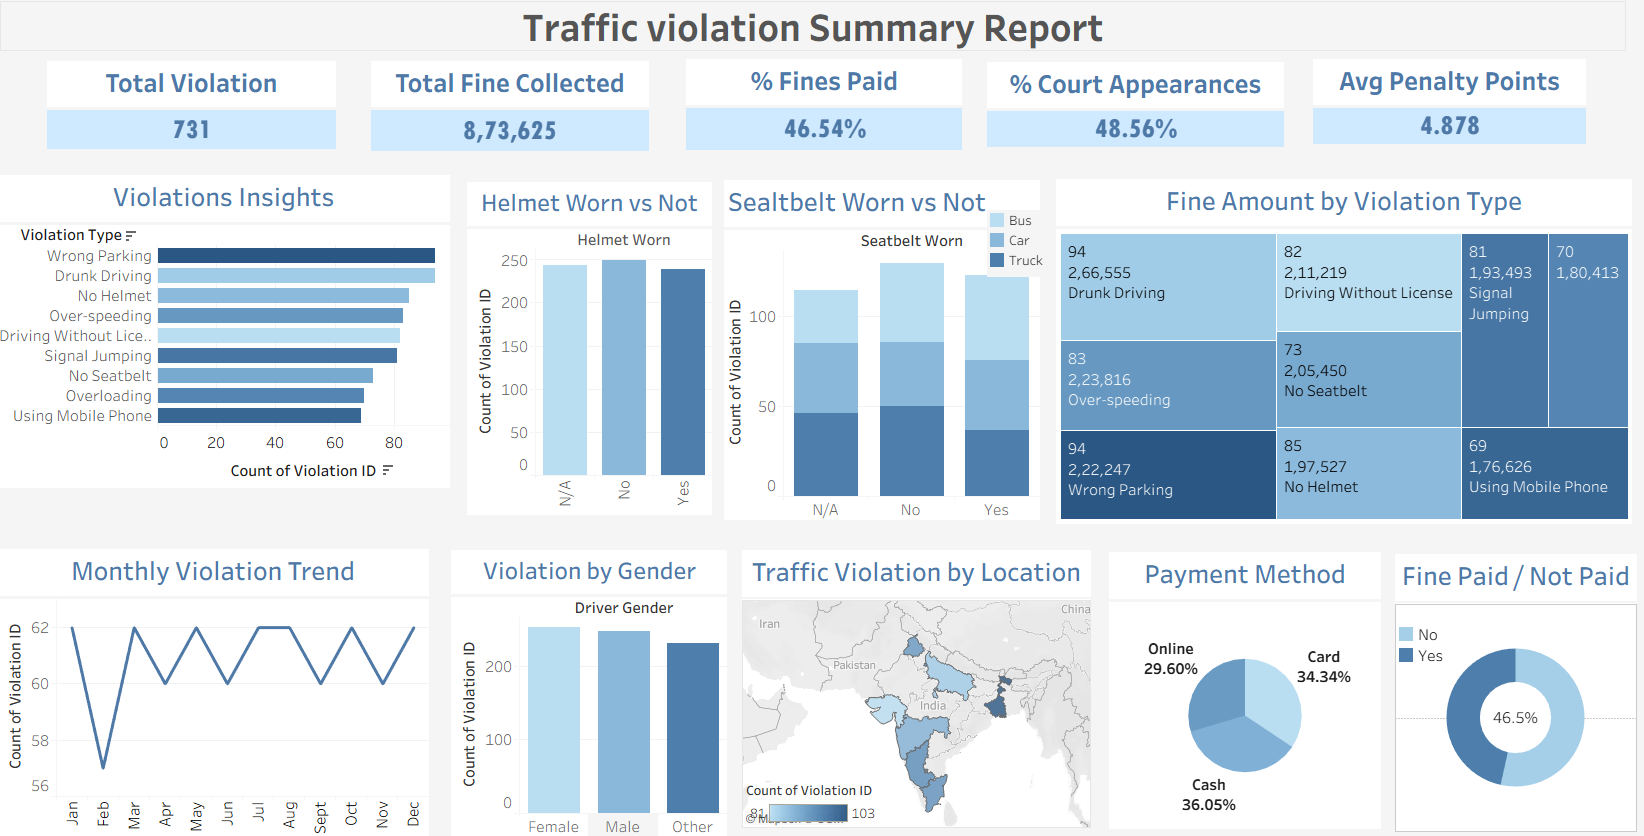 Traffic violation Summary Report
Total Violation
731
Total Fine Collected
8,73,625
% Fines Paid
46.54%
% Court Appearances
48.56%
Avg Penalty Points
4.878
Violations Insights
Violation Type
Wrong Parking
Drunk Driving
No Helmet
Over-speeding
Driving Without Lice..
Signal Jumping
No Seatbelt
Overloading
Using Mobile Phone
0 20 40 60 80
Count of Violation ID
Helmet Worn vs Not
Helmet Worn
Count of Violation ID
250
200
150
100
50
0
N/A
No
Yes
Sealtbelt Worn vs Not
Bus
Car
Truck
Seatbelt Worn
Count of Violation ID
100
50
0
N/A No Yes
Fine Amount by Violation Type
94
2,66,555
Drunk Driving
83
2,23,816
Over-speeding
94
2,22,247
Wrong Parking
82
2,11,219
Driving Without License
73
2,05,450
No Seatbelt
85
1,97,527
No Helmet
81
1,93,493
Signal
Jumping
70
1,80,413
69
1,76,626
Using Mobile Phone
Monthly Violation Trend
Count of Violation ID
62
60
58
56
Jan
Feb
Mar
Apr
May
Jun
Jul
Aug
Sept
Oct
Nov
Dec
Violation by Gender
Driver Gender
Count of Violation ID
200
100
0
Female Male Other
Traffic Violation by Location
Iran
China
Pakistan
India
Count of Violation ID
81 103
Payment Method
Online
29.60%
Card
34.34%
Cash
36.05%
Fine Paid / Not Paid
No
Yes
46.5%